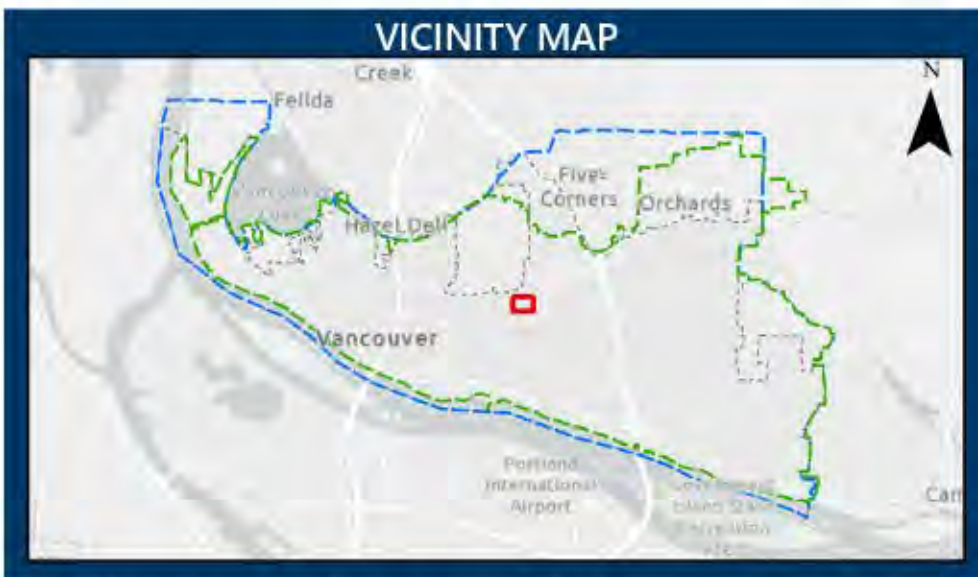 VICINITY MAP
Creek
N
Felida
Five
Corners
Orchards
Hazel Dell
Vancouver
Portland
International
Airport